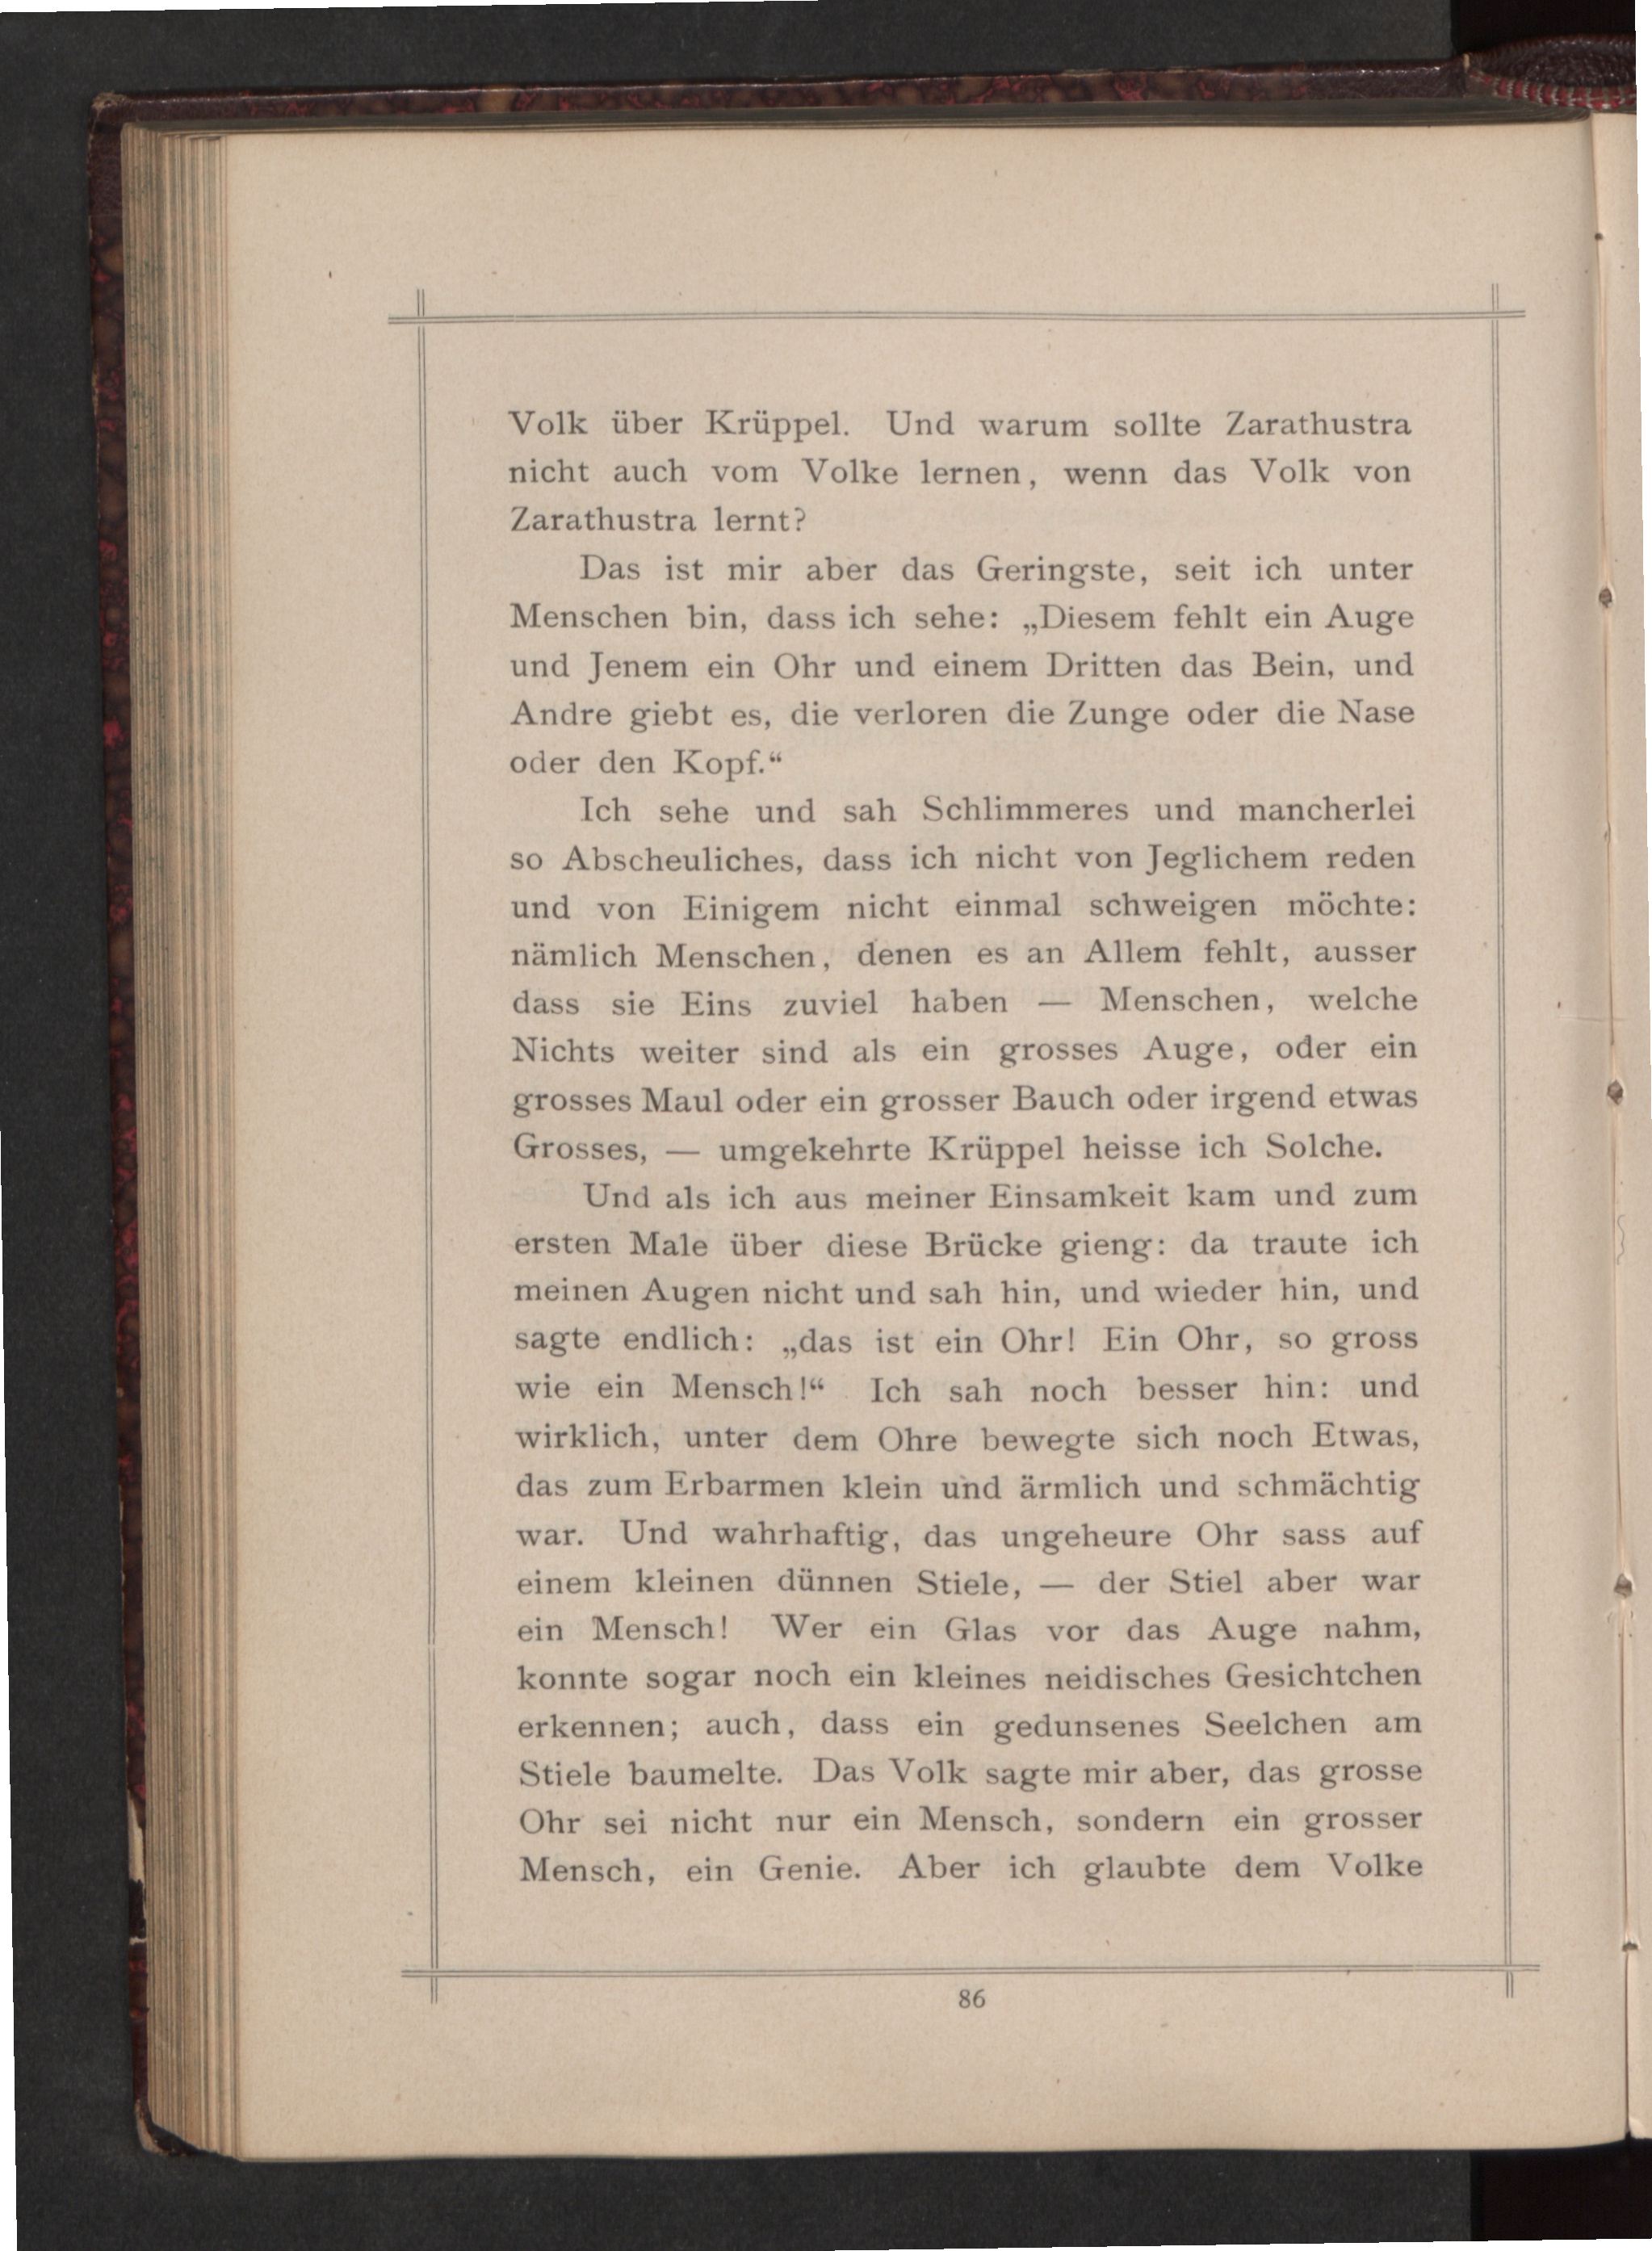 Volk über Krüppel. Und warum sollte Zarathustra
nicht auch vom Volke lernen, wenn das Volk von
Zarathustra lernt?
Das ist mir aber das Geringste, seit ich unter
Menschen bin, dass ich sehe: „Diesem fehlt ein Auge
und Jenem ein Ohr und einem Dritten das Bein, und
Andre giebt es, die verloren die Zunge oder die Nase
oder den Kopf.“
Ich sehe und sah Schlimmeres und mancherlei
so Abscheuliches, dass ich nicht von Jeglichem reden
und von Einigem nicht einmal schweigen möchte:
nämlich Menschen, denen es an Allem fehlt, ausser
dass sie Eins zuviel haben — Menschen, welche
Nichts weiter sind als ein grosses Auge, oder ein
grosses Maul oder ein grosser Bauch oder irgend etwas
Grosses, — umgekehrte Krüppel heisse ich Solche.
Und als ich aus meiner Einsamkeit kam und zum
ersten Male über diese Brücke gieng: da traute ich
meinen Augen nicht und sah hin, und wieder hin, und
sagte endlich: „das ist ein Ohr! Ein Ohr, so gross
wie ein Mensch!“ Ich sah noch besser hin: und
wirklich, unter dem Ohre bewegte sich noch Etwas,
das zum Erbarmen klein und ärmlich und schmächtig
war. Und wahrhaftig, das ungeheure Ohr sass auf
einem kleinen dünnen Stiele, — der Stiel aber war
ein Mensch! Wer ein Glas vor das Auge nahm,
konnte sogar noch ein kleines neidisches Gesichtchen
erkennen; auch, dass ein gedunsenes Seelchen am
Stiele baumelte. Das Volk sagte mir aber, das grosse
Ohr sei nicht nur ein Mensch, sondern ein grosser
Mensch, ein Genie. Aber ich glaubte dem Volke
86